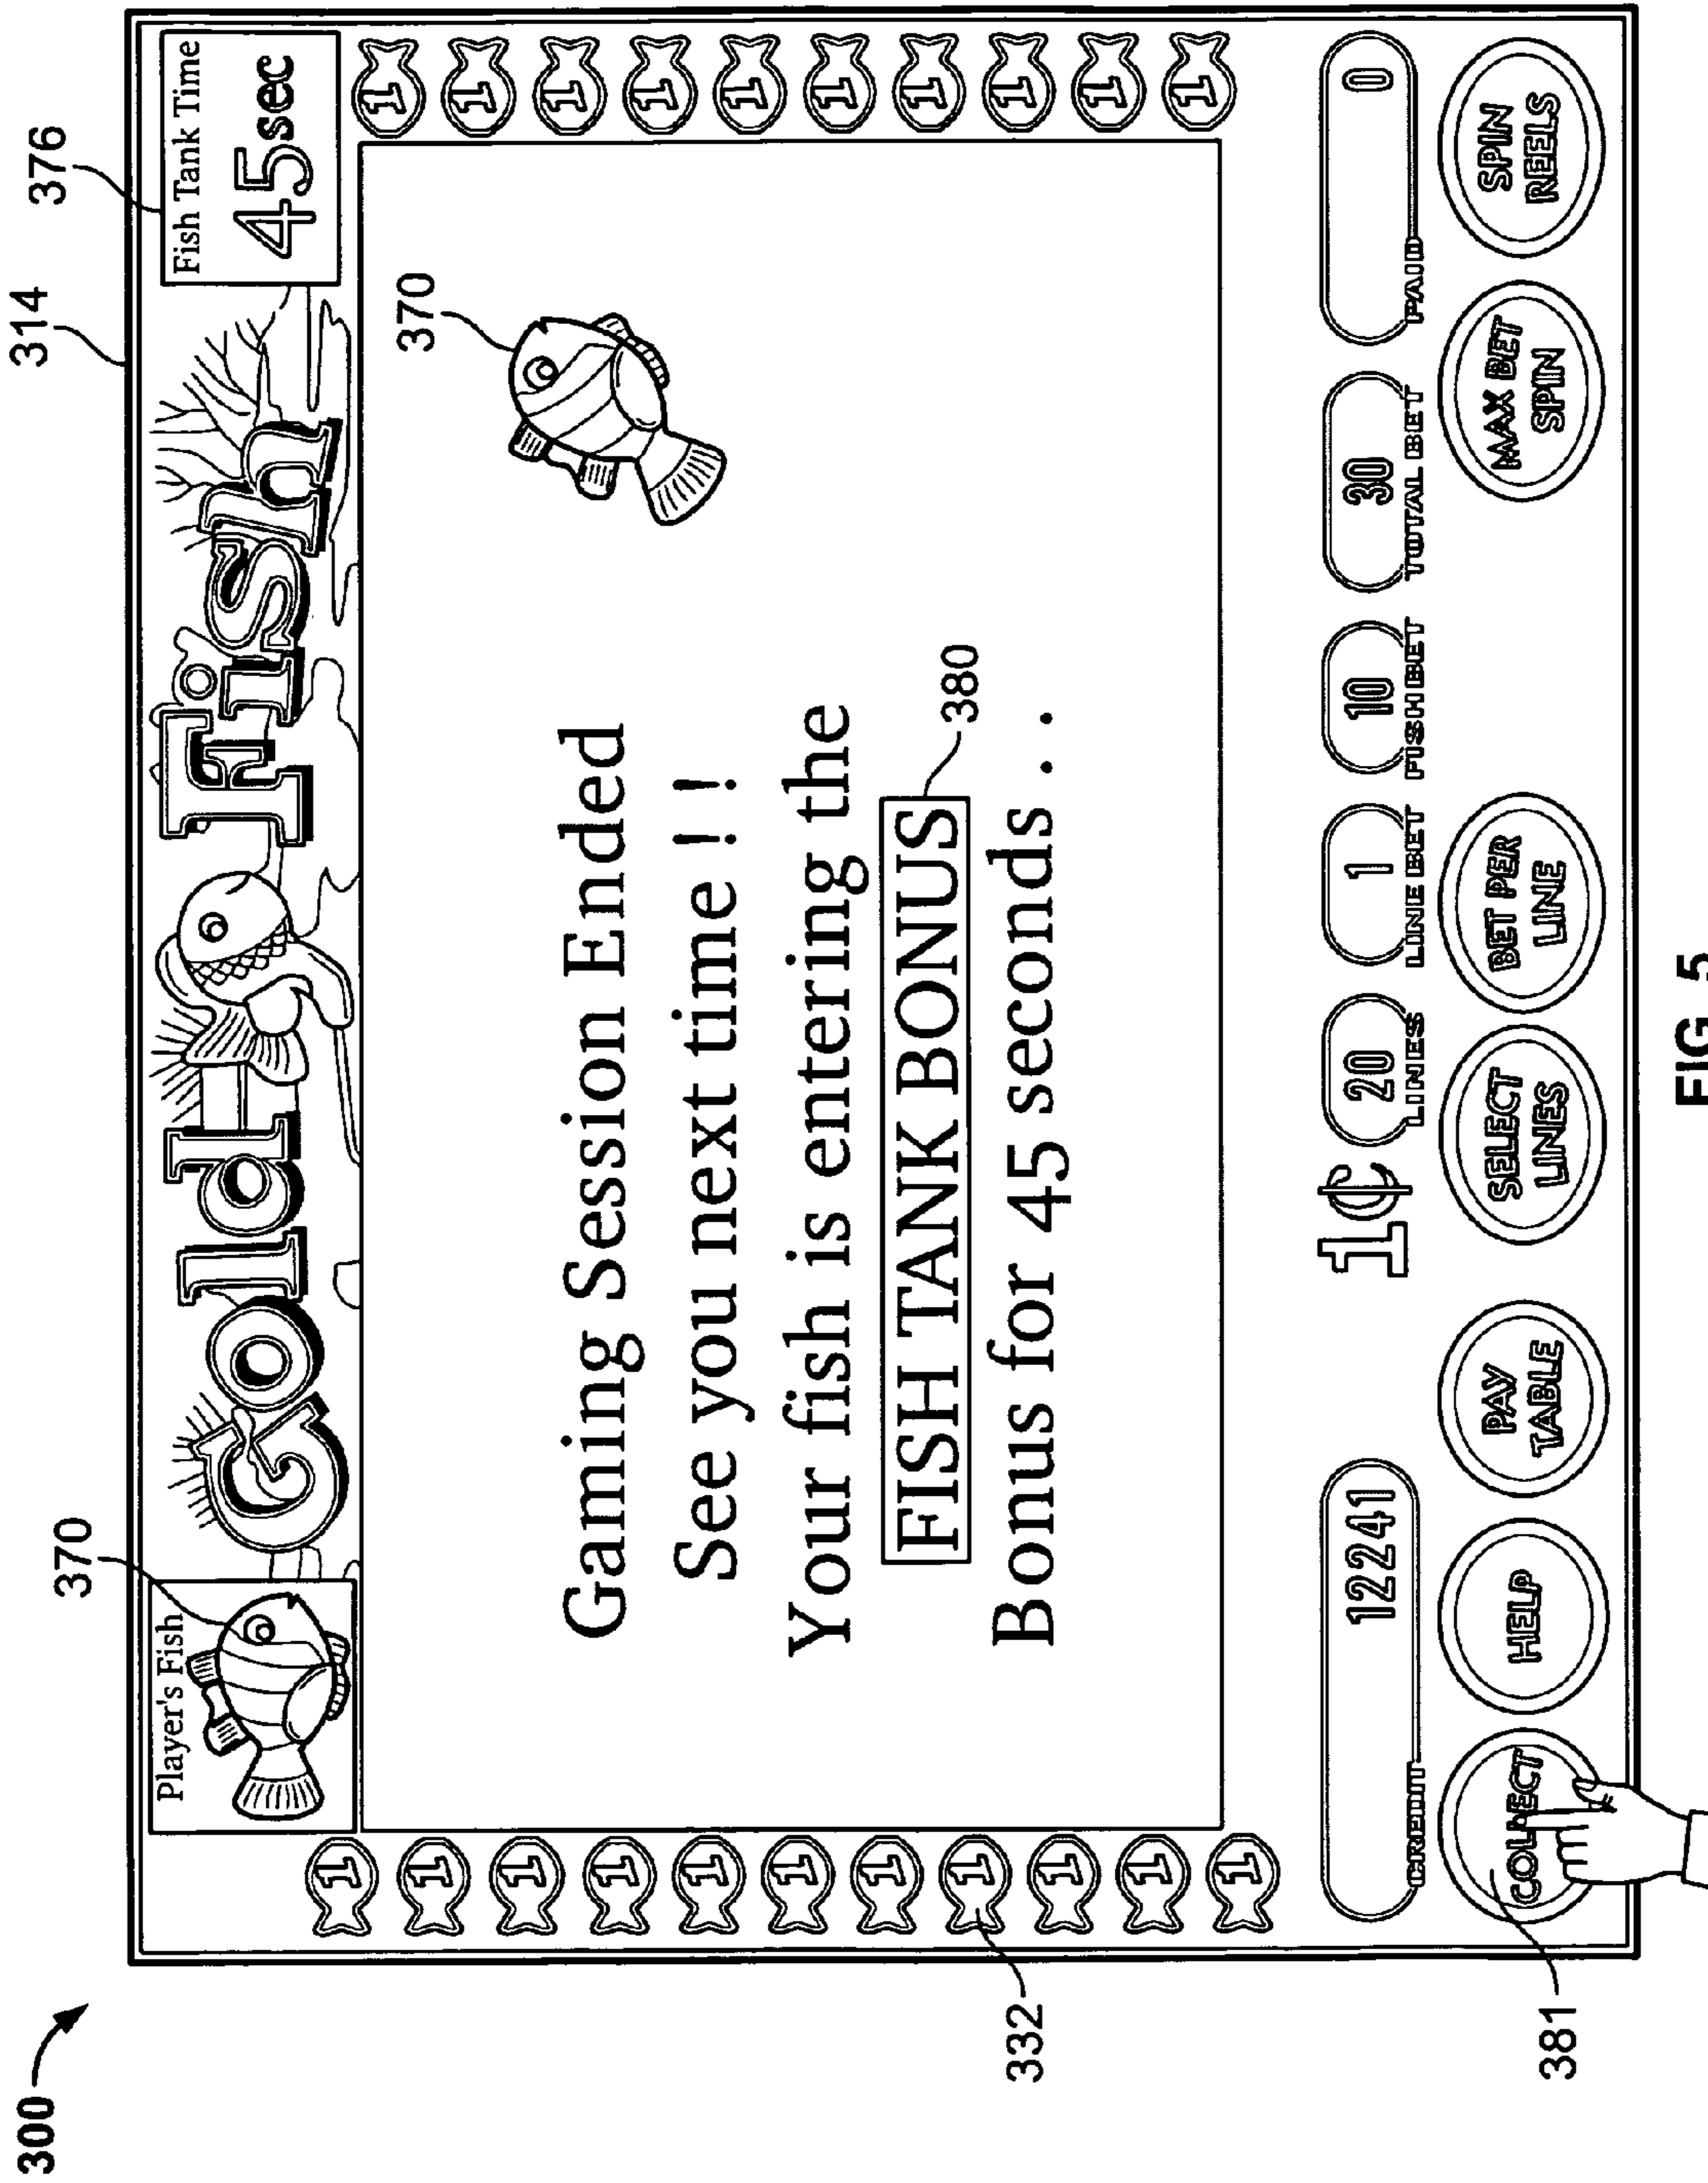 300
314
376
370
Player's Fish
Gold Fish
Fish Tank Time
45sec
1 1
1 1
1 1
1 1
1 1
1 1
1 1
1 1
1 1
1 1
1
370
Gaming Session Ended
See you next time ! ! !
Your fish is entering the
FISH TANK BONUS
380
Bonus for 45 seconds . . .
332
12241 1¢ 20 1 10 30 0
CREDIT LINES LINE BET FISH BET TOTAL BET PAID
COLLECT
HELP
PAY
TABLE
SELECT
LINES
BET PER
LINE
MAX BET
SPIN
SPIN
REELS
381
FIG. 5